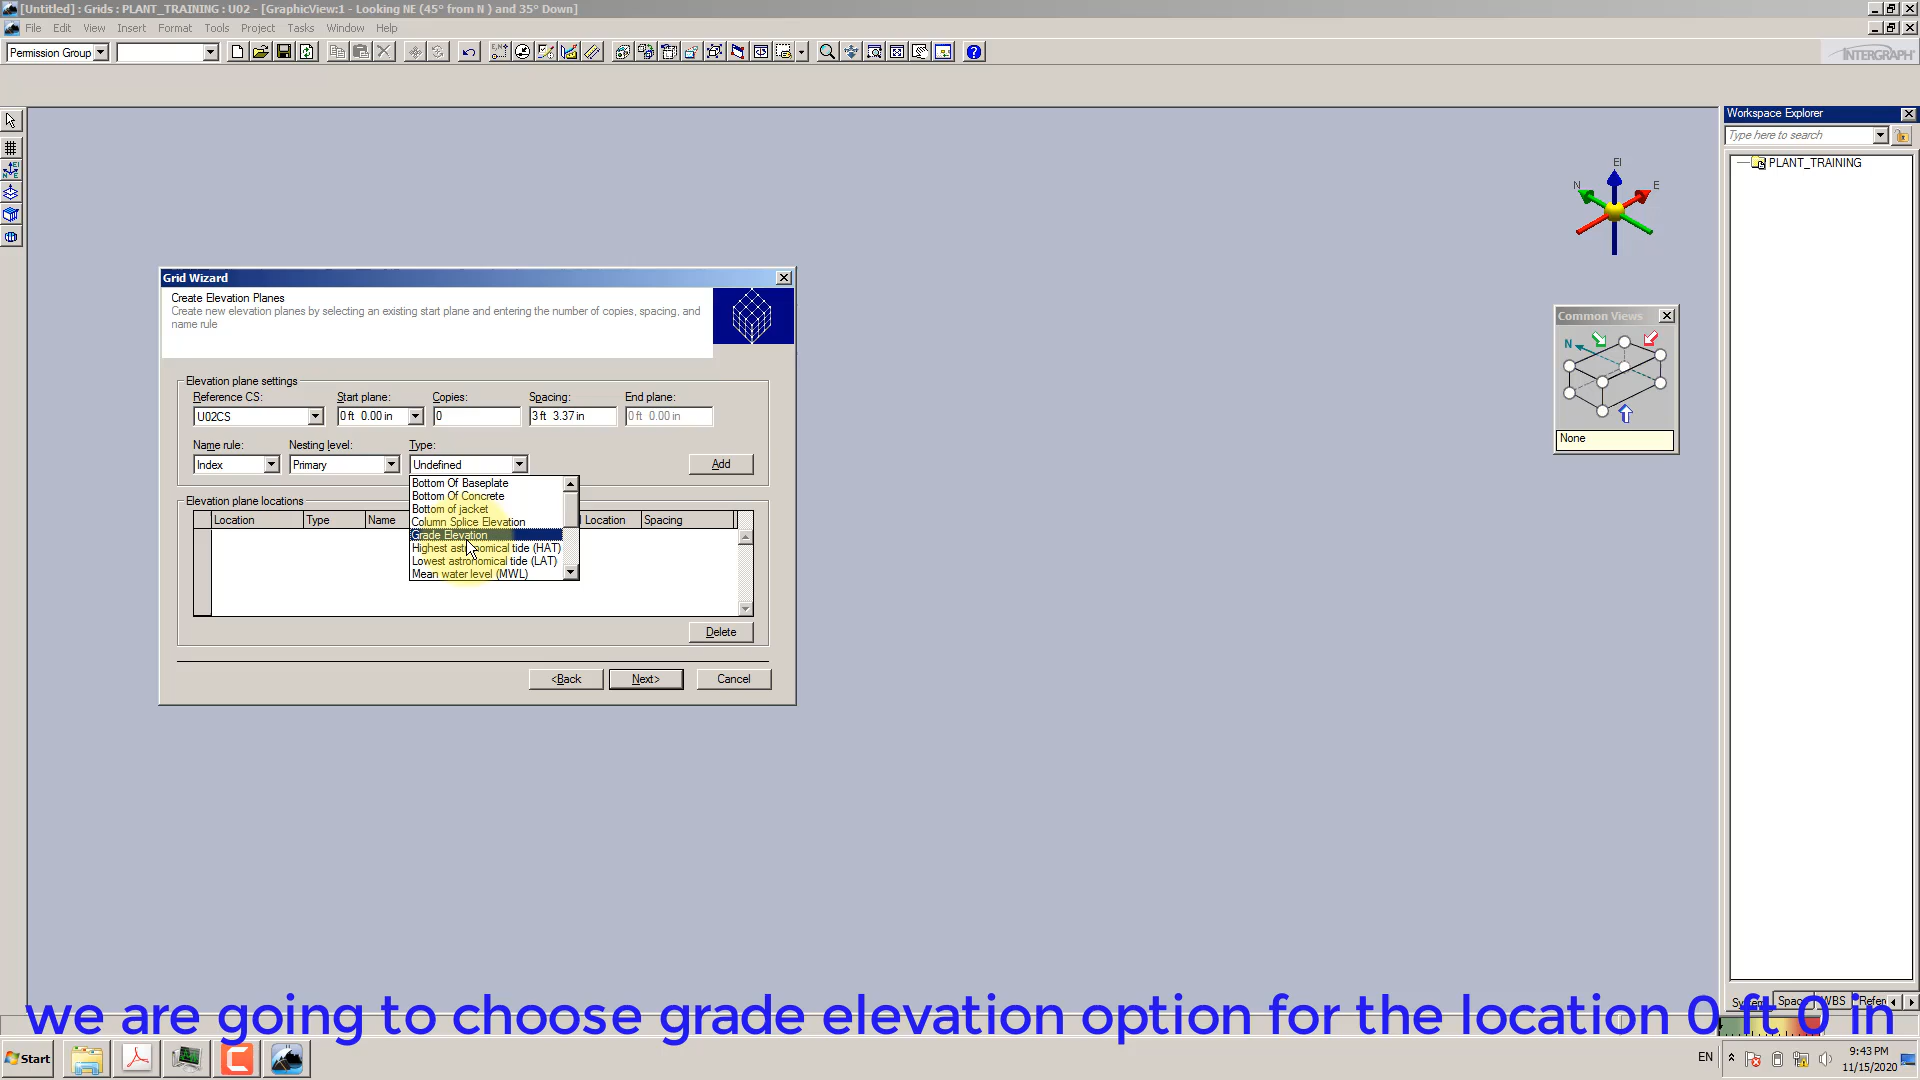 [Untitled] : Grids : PLANT_TRAINING : U02 - [GraphicView:1 - Looking NE (45° from N ) and 35° Down]
File Edit View Insert Format Tools Project Tasks Window Help
Permission Group
INTERGRAPH
Workspace Explorer
Type here to search
PLANT_TRAINING
El
N
E
Grid Wizard
Create Elevation Planes
Create new elevation planes by selecting an existing start plane and entering the number of copies, spacing, and
name rule
Elevation plane settings
Reference CS: Start plane: Copies: Spacing: End plane:
U02CS 0 ft 0.00 in 0 3 ft 3.37 in 0 ft 0.00 in
Name rule: Nesting level: Type:
Index Primary Undefined Add
Bottom Of Baseplate
Bottom Of Concrete
Bottom of jacket
Column Splice Elevation
Grade Elevation
Highest astronomical tide (HAT)
Lowest astronomical tide (LAT)
Mean water level (MWL)
Elevation plane locations
Location Type Name Location Spacing
Delete
<Back Next> Cancel
Common Views
N
None
we are going to choose grade elevation option for the location 0 ft 0 in
Start
EN
9:43 PM
11/15/2020